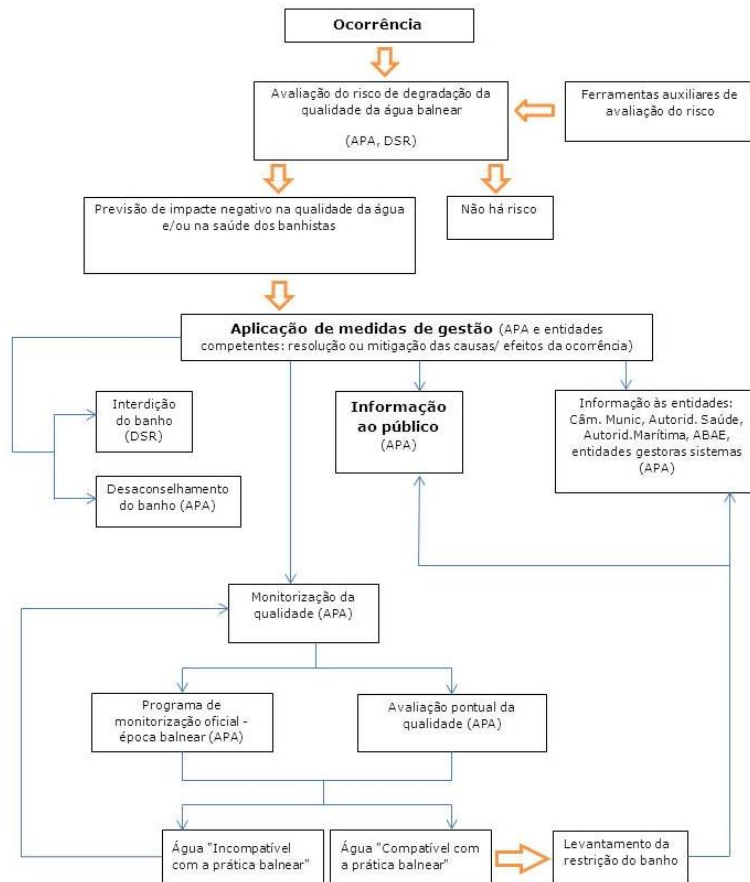 Ocorrência
Avaliação do risco de degradação da
qualidade da água balnear
(APA, DSR)
Ferramentas auxiliares de
avaliação do risco
Previsão de impacte negativo na qualidade da água
e/ou na saúde dos banhistas
Não há risco
Aplicação de medidas de gestão (APA e entidades
competentes: resolução ou mitigação das causas/ efeitos da ocorrência)
Interdição
do banho
(DSR)
Informação
ao público
(APA)
Informação às entidades:
Câm. Munic, Autorid. Saúde,
Autorid.Marítima, ABAE,
entidades gestoras sistemas
(APA)
Desaconselhamento
do banho (APA)
Monitorização da
qualidade (APA)
Programa de
monitorização oficial -
época balnear (APA)
Avaliação pontual da
qualidade (APA)
Água "Incompatível
com a prática balnear"
Água "Compatível com
a prática balnear"
Levantamento da
restrição do banho